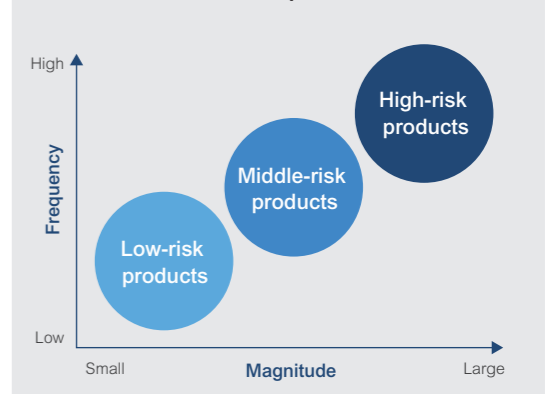 High
High-risk
products
Middle-risk
products
Frequency
Low-risk
products
Low
Small
Magnitude
Large